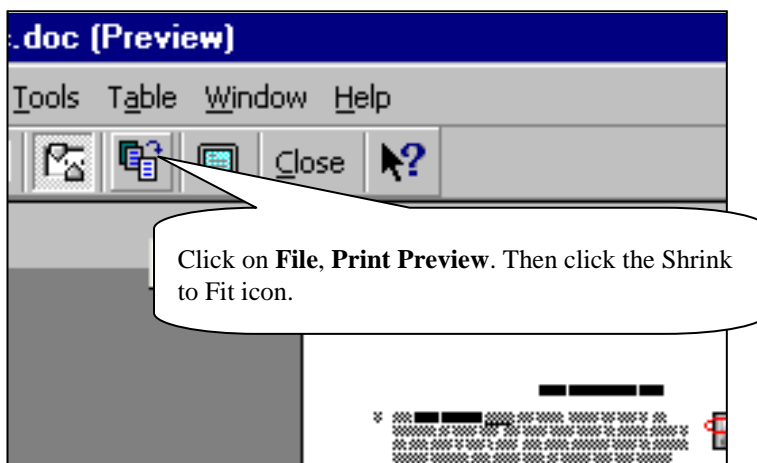 .doc (Preview)
Tools Table Window Help
Close
Click on File, Print Preview. Then click the Shrink
to Fit icon.